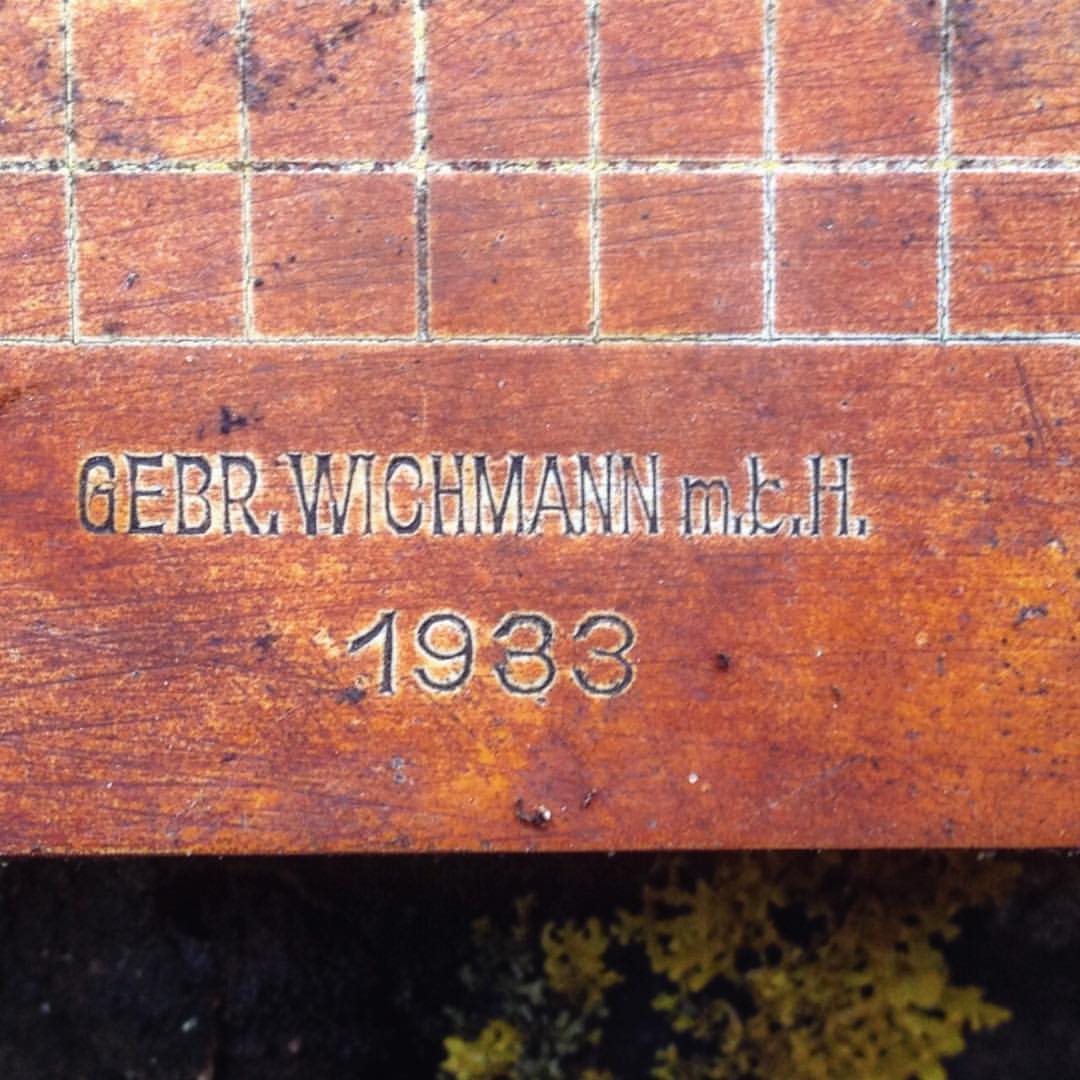 GEBR. WICHMANN m.b.H.
1933